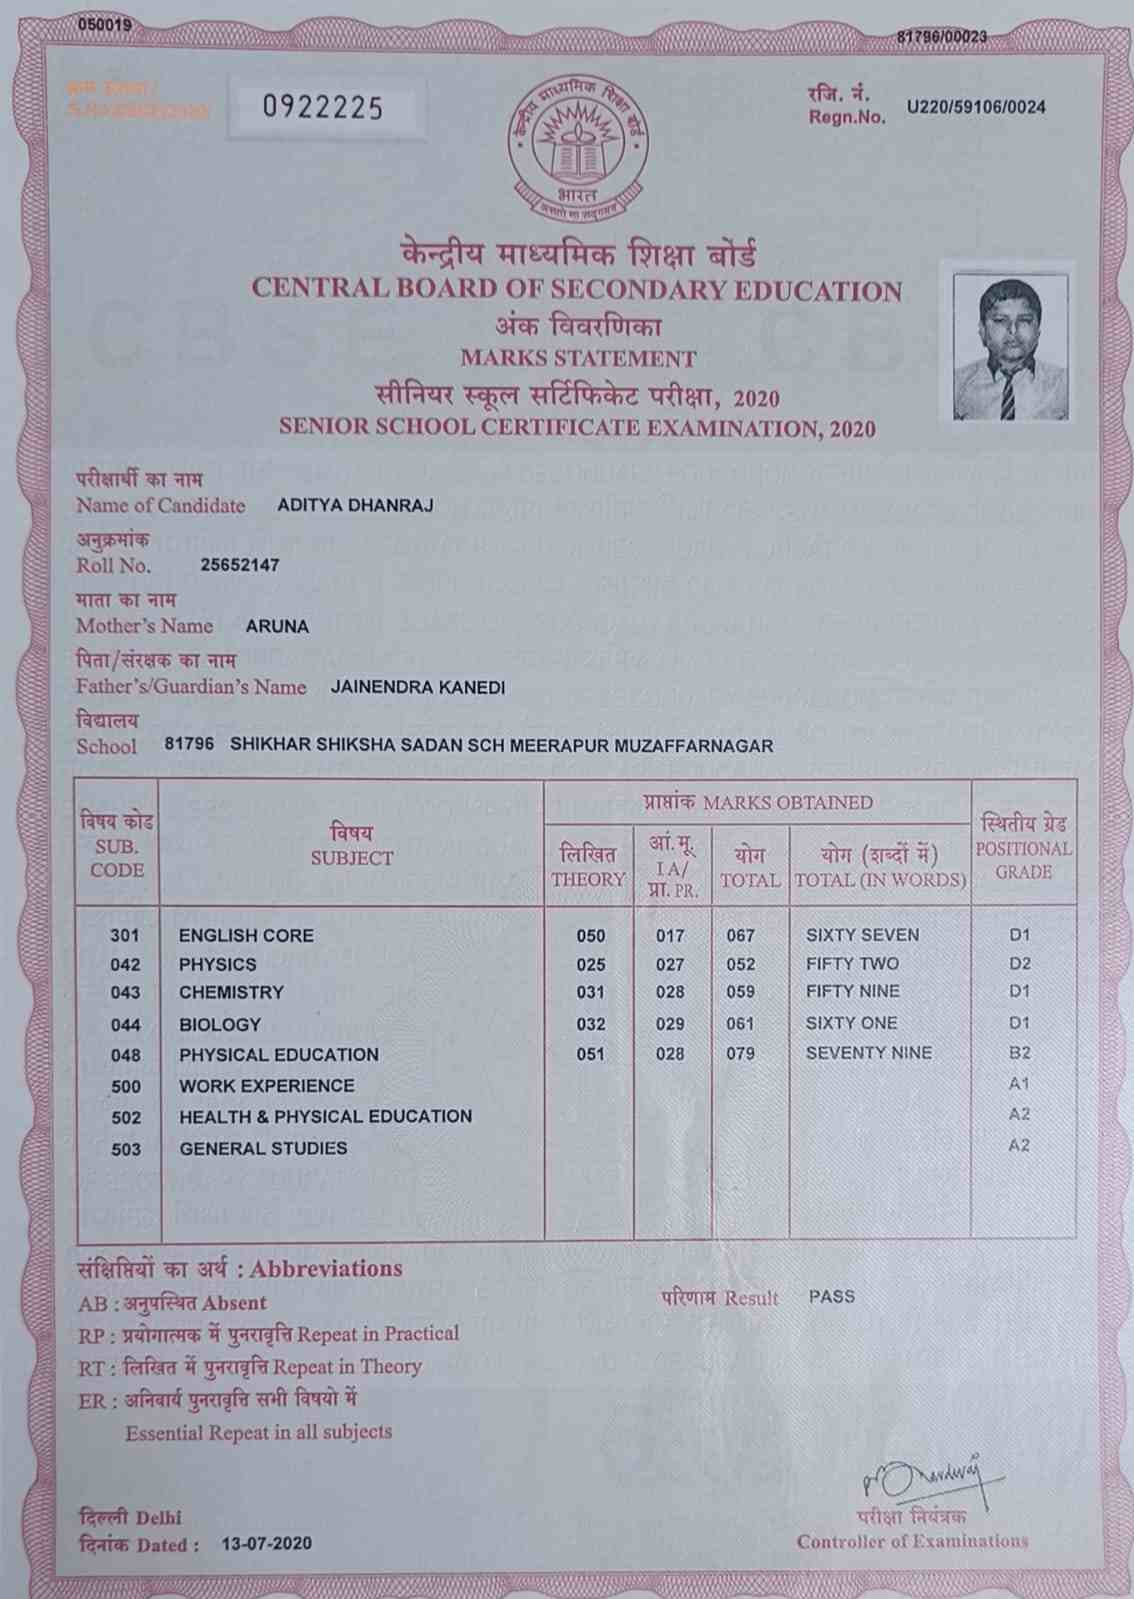 050019
81796/00023
0922225
रजि. नं.
Regn.No. U220/59106/0024
केन्द्रीय माध्यमिक शिक्षा बोर्ड
भारत
असतो मा सद्गमय
केन्द्रीय माध्यमिक शिक्षा बोर्ड
CENTRAL BOARD OF SECONDARY EDUCATION
अंक विवरणिका
MARKS STATEMENT
सीनियर स्कूल सर्टिफिकेट परीक्षा, 2020
SENIOR SCHOOL CERTIFICATE EXAMINATION, 2020
परीक्षार्थी का नाम
Name of Candidate ADITYA DHANRAJ
अनुक्रमांक
Roll No. 25652147
माता का नाम
Mother's Name ARUNA
पिता/संरक्षक का नाम
Father's/Guardian's Name JAINENDRA KANEDI
विद्यालय
School 81796 SHIKHAR SHIKSHA SADAN SCH MEERAPUR MUZAFFARNAGAR
विषय कोड SUB. CODE
विषय SUBJECT
प्राप्तांक MARKS OBTAINED
लिखित THEORY
आं.मू. I A/ प्रा. PR.
योग TOTAL
योग (शब्दों में) TOTAL (IN WORDS)
स्थितीय ग्रेड POSITIONAL GRADE
301 ENGLISH CORE 050 017 067 SIXTY SEVEN D1
042 PHYSICS 025 027 052 FIFTY TWO D2
043 CHEMISTRY 031 028 059 FIFTY NINE D1
044 BIOLOGY 032 029 061 SIXTY ONE D1
048 PHYSICAL EDUCATION 051 028 079 SEVENTY NINE B2
500 WORK EXPERIENCE A1
502 HEALTH & PHYSICAL EDUCATION A2
503 GENERAL STUDIES A2
संक्षिप्तियों का अर्थ : Abbreviations
AB : अनुपस्थित Absent
परिणाम Result PASS
RP : प्रयोगात्मक में पुनरावृत्ति Repeat in Practical
RT : लिखित में पुनरावृत्ति Repeat in Theory
ER : अनिवार्य पुनरावृत्ति सभी विषयो में
Essential Repeat in all subjects
दिल्ली Delhi
दिनांक Dated : 13-07-2020
परीक्षा नियंत्रक
Controller of Examinations